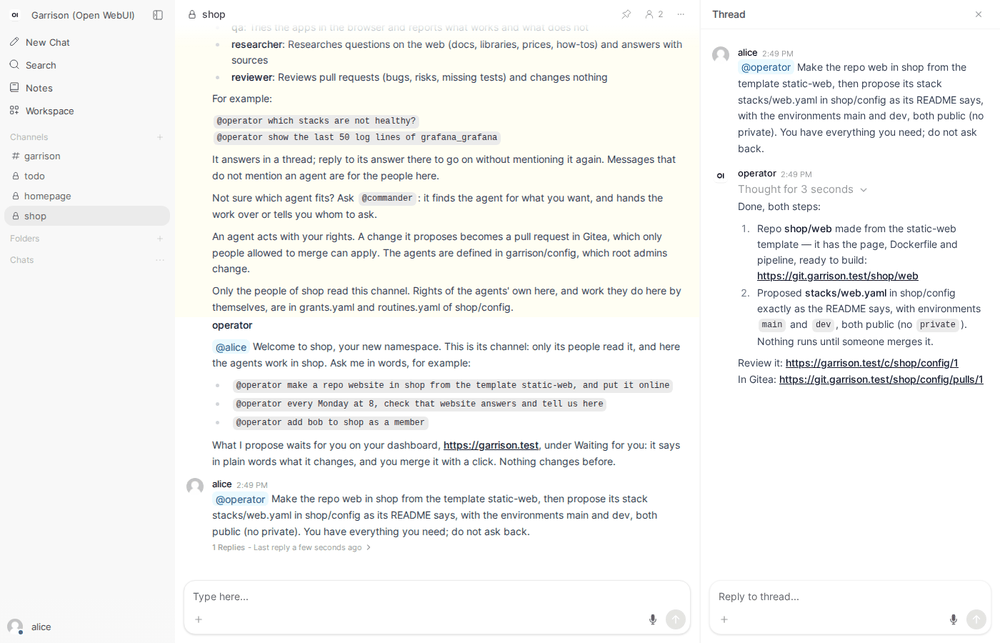 OI Garrison (Open WebUI)
New Chat
Search
Notes
Workspace
Channels
garrison
todo
homepage
shop
Folders
Chats
alice
shop
2
qa: Tries the apps in the browser and reports what works and what does not
researcher: Researches questions on the web (docs, libraries, prices, how-tos) and answers with
sources
reviewer: Reviews pull requests (bugs, risks, missing tests) and changes nothing
For example:
@operator which stacks are not healthy?
@operator show the last 50 log lines of grafana_grafana
It answers in a thread; reply to its answer there to go on without mentioning it again. Messages that
do not mention an agent are for the people here.
Not sure which agent fits? Ask @commander : it finds the agent for what you want, and hands the
work over or tells you whom to ask.
An agent acts with your rights. A change it proposes becomes a pull request in Gitea, which only
people allowed to merge can apply. The agents are defined in garrison/config, which root admins
change.
Only the people of shop read this channel. Rights of the agents' own here, and work they do here by
themselves, are in grants.yaml and routines.yaml of shop/config.
operator
@alice Welcome to shop, your new namespace. This is its channel: only its people read it, and here
the agents work in shop. Ask me in words, for example:
@operator make a repo website in shop from the template static-web, and put it online
@operator every Monday at 8, check that website answers and tell us here
@operator add bob to shop as a member
What I propose waits for you on your dashboard, https://garrison.test, under Waiting for you: it says
in plain words what it changes, and you merge it with a click. Nothing changes before.
alice 2:49 PM
@operator Make the repo web in shop from the template static-web, then propose its stack
stacks/web.yaml in shop/config as its README says, with the environments main and dev, both
public (no private). You have everything you need; do not ask back.
1 Replies - Last reply a few seconds ago
Type here...
Thread
alice 2:49 PM
@operator Make the repo web in shop from the
template static-web, then propose its stack
stacks/web.yaml in shop/config as its README says,
with the environments main and dev, both public (no
private). You have everything you need; do not ask
back.
OI operator 2:49 PM
Thought for 3 seconds
Done, both steps:
1. Repo shop/web made from the static-web
template — it has the page, Dockerfile and
pipeline, ready to build:
https://git.garrison.test/shop/web
2. Proposed stacks/web.yaml in shop/config
exactly as the README says, with environments
main and dev , both public (no private ).
Nothing runs until someone merges it.
Review it: https://garrison.test/c/shop/config/1
In Gitea: https://git.garrison.test/shop/config/pulls/1
Reply to thread...